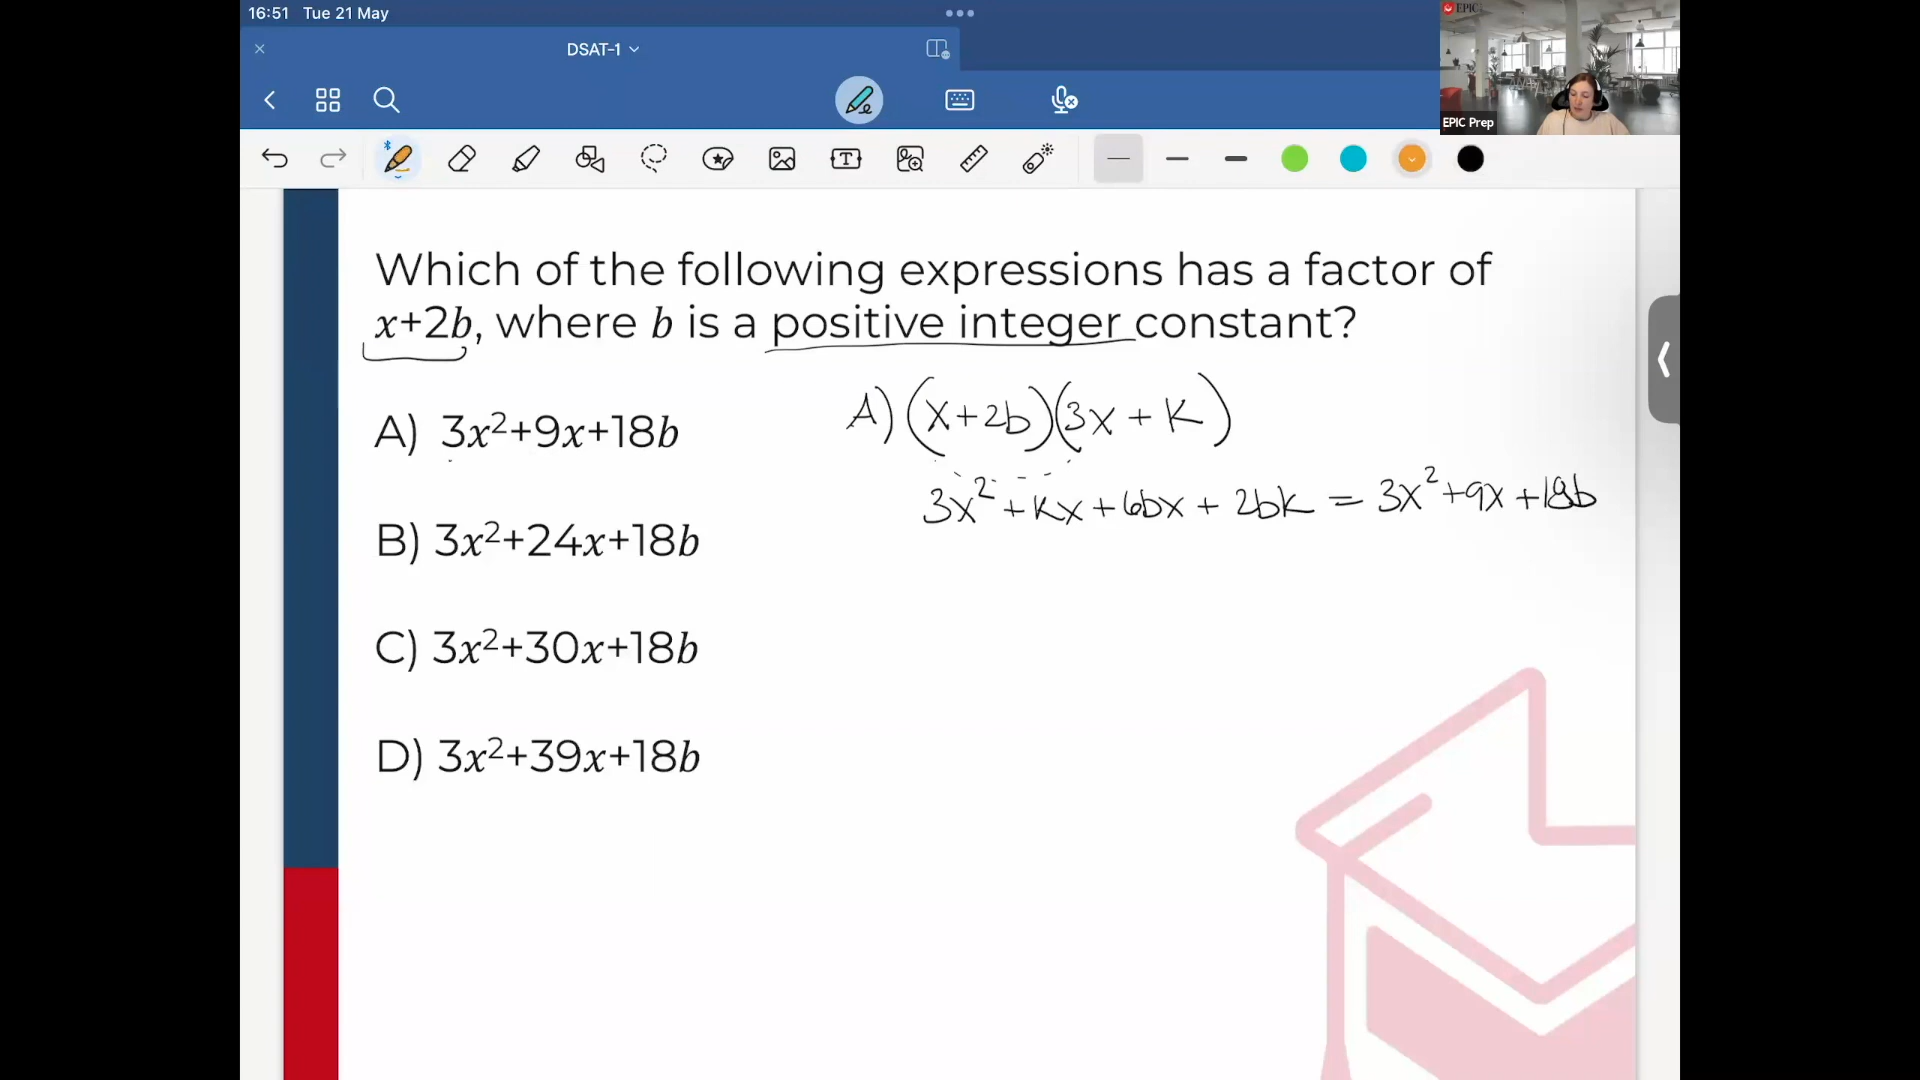 16:51 Tue 21 May
DSAT-1
EPIC
EPIC Prep
Which of the following expressions has a factor of
x+2b, where b is a positive integer constant?
A) 3x²+9x+18b
B) 3x²+24x+18b
C) 3x²+30x+18b
D) 3x²+39x+18b
A) (x+2b)(3x+K)
3x²+Kx+6bx+2bK=3x²+9x+18b